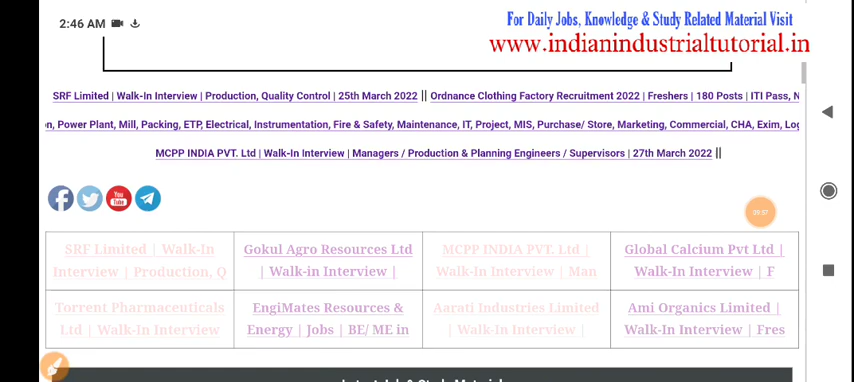 2:46 AM
For Daily Jobs, Knowledge & Study Related Material Visit
www.indianindustrialtutorial.in
SRF Limited | Walk-In Interview | Production, Quality Control | 25th March 2022 || Ordnance Clothing Factory Recruitment 2022 | Freshers | 180 Posts | ITI Pass, N
n, Power Plant, Mill, Packing, ETP, Electrical, Instrumentation, Fire & Safety, Maintenance, IT, Project, MIS, Purchase/ Store, Marketing, Commercial, CHA, Exim, Log
MCPP INDIA PVT. Ltd | Walk-In Interview | Managers / Production & Planning Engineers / Supervisors | 27th March 2022 ||
You
Tube
SRF Limited | Walk-In
Interview | Production, Q
Gokul Agro Resources Ltd
| Walk-in Interview |
MCPP INDIA PVT. Ltd |
Walk-In Interview | Man
Global Calcium Pvt Ltd |
Walk-In Interview | F
Torrent Pharmaceuticals
Ltd | Walk-In Interview
EngiMates Resources &
Energy | Jobs | BE/ ME in
Aarati Industries Limited
| Walk-In Interview |
Ami Organics Limited |
Walk-In Interview | Fres